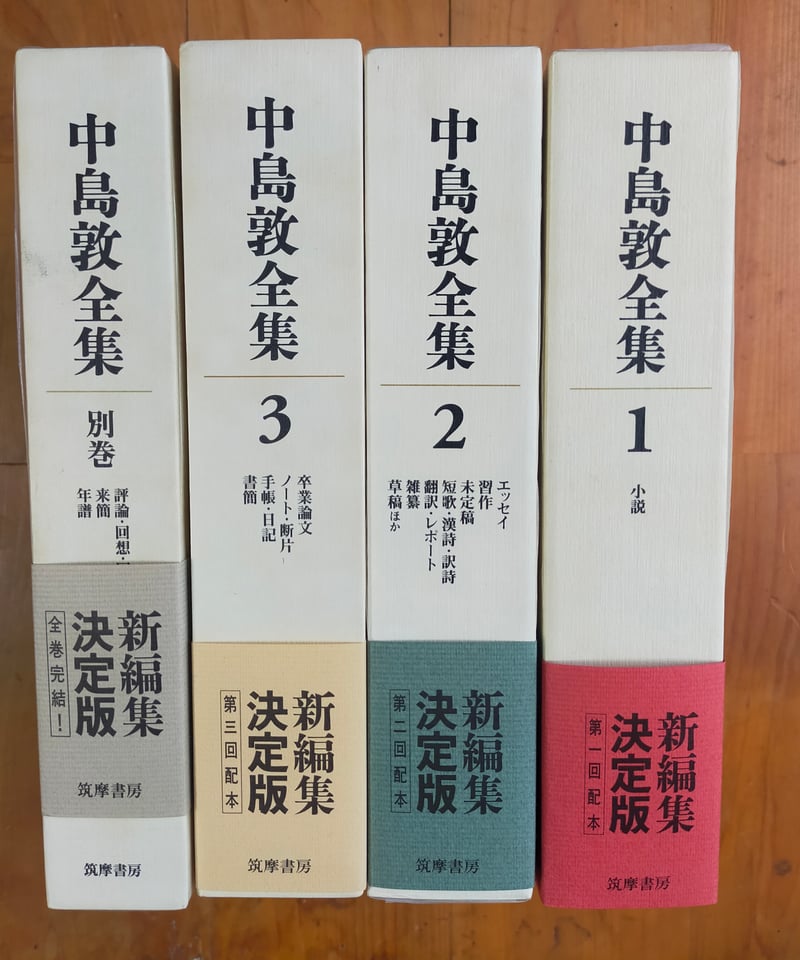 中島敦全集
1
小説
新編集
決定版
第一回配本
筑摩書房
中島敦全集
2
エッセイ
習作
未定稿
短歌・漢詩・訳詩
翻訳・レポート
雑纂
草稿ほか
新編集
決定版
第二回配本
筑摩書房
中島敦全集
3
卒業論文
ノート・断片
手帳・日記
書簡
新編集
決定版
第三回配本
筑摩書房
中島敦全集
別巻
評論・回想・
来簡
年譜
新編集
決定版
全巻完結!
筑摩書房
筑摩書房